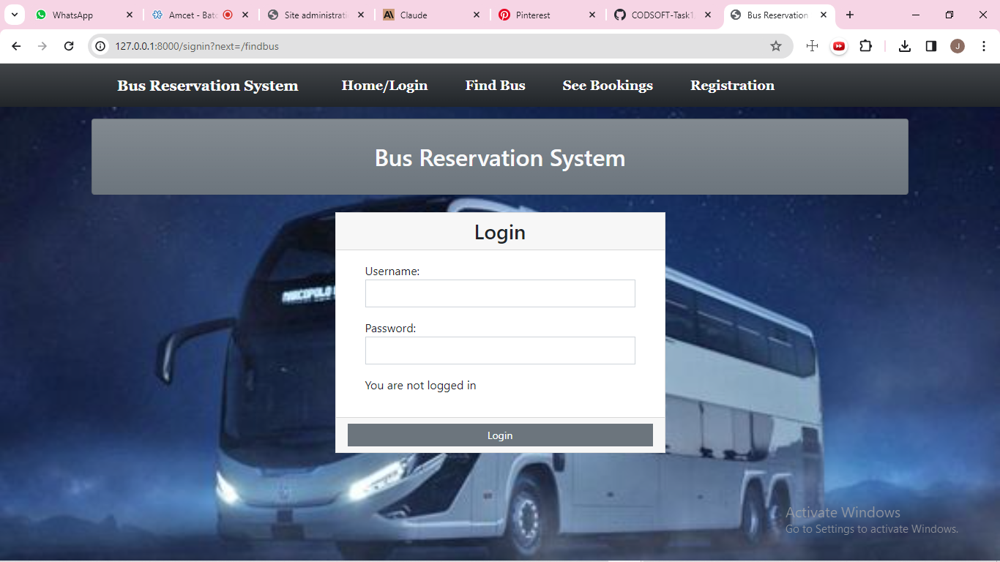 WhatsApp
Amcet - Batc
Site administrati
Claude
Pinterest
CODSOFT-Task1
Bus Reservation
127.0.0.1:8000/signin?next=/findbus
J
Bus Reservation System
Home/Login
Find Bus
See Bookings
Registration
Bus Reservation System
Login
MARCOPOLO
Username:
Password:
You are not logged in
Login
Activate Windows
Go to Settings to activate Windows.